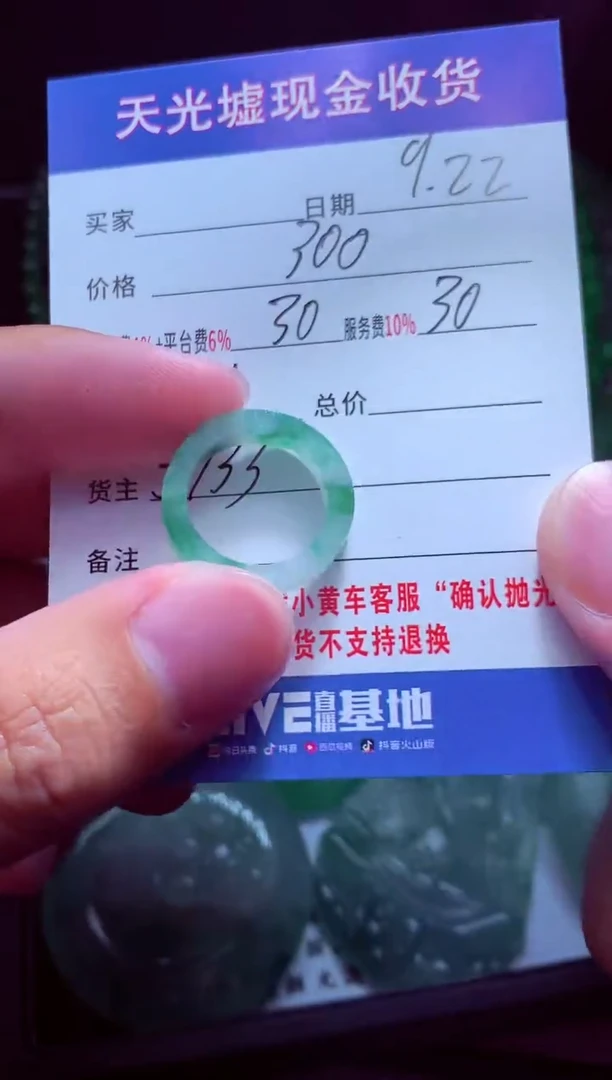 天光墟现金收货
买家 日期 9.22
价格 300
+平台费6% 30 服务费10% 30
总价
货主
备注
小黄车客服“确认抛光
货不支持退换
直播基地
今日头条 抖音 西瓜视频 抖音火山版